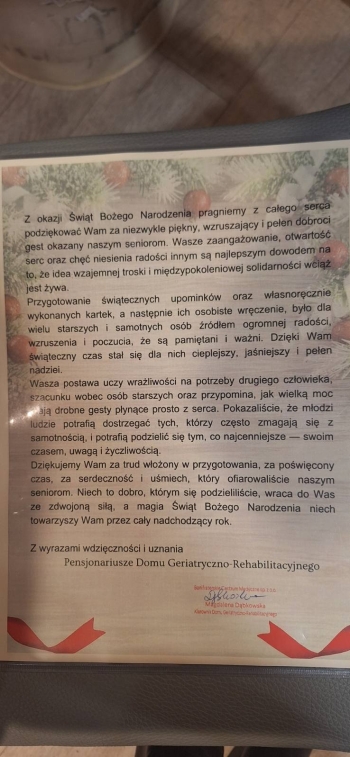 Z okazji Świąt Bożego Narodzenia pragniemy z całego serca
podziękować Wam za niezwykle piękny, wzruszający i pełen dobroci
gest okazany naszym seniorom. Wasze zaangażowanie, otwartość
serc oraz chęć niesienia radości innym są najlepszym dowodem na
to, że idea wzajemnej troski i międzypokoleniowej solidarności wciąż
jest żywa.
Przygotowanie świątecznych upominków oraz własnoręcznie
wykonanych kartek, a następnie ich osobiste wręczenie, było dla
wielu starszych i samotnych osób źródłem ogromnej radości,
wzruszenia i poczucia, że są pamiętani i ważni. Dzięki Wam
świąteczny czas stał się dla nich cieplejszy, jaśniejszy i pełen
nadziei.
Wasza postawa uczy wrażliwości na potrzeby drugiego człowieka,
szacunku wobec osób starszych oraz przypomina, jak wielką moc
mają drobne gesty płynące prosto z serca. Pokazaliście, że młodzi
ludzie potrafią dostrzegać tych, którzy często zmagają się z
samotnością, i potrafią podzielić się tym, co najcenniejsze — swoim
czasem, uwagą i życzliwością.
Dziękujemy Wam za trud włożony w przygotowania, za poświęcony
czas, za serdeczność i uśmiech, który ofiarowaliście naszym
seniorom. Niech to dobro, którym się podzieliliście, wraca do Was
ze zdwojoną siłą, a magia Świąt Bożego Narodzenia niech
towarzyszy Wam przez cały nadchodzący rok.
Z wyrazami wdzięczności i uznania
Pensjonariusze Domu Geriatryczno-Rehabilitacyjnego
Magdalena Dąbkowska